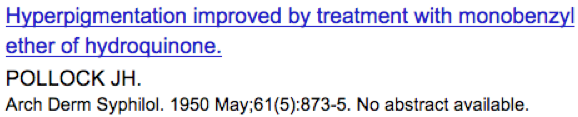 Hyperpigmentation improved by treatment with monobenzyl
ether of hydroquinone.
POLLOCK JH.
Arch Derm Syphilol. 1950 May;61(5):873-5. No abstract available.